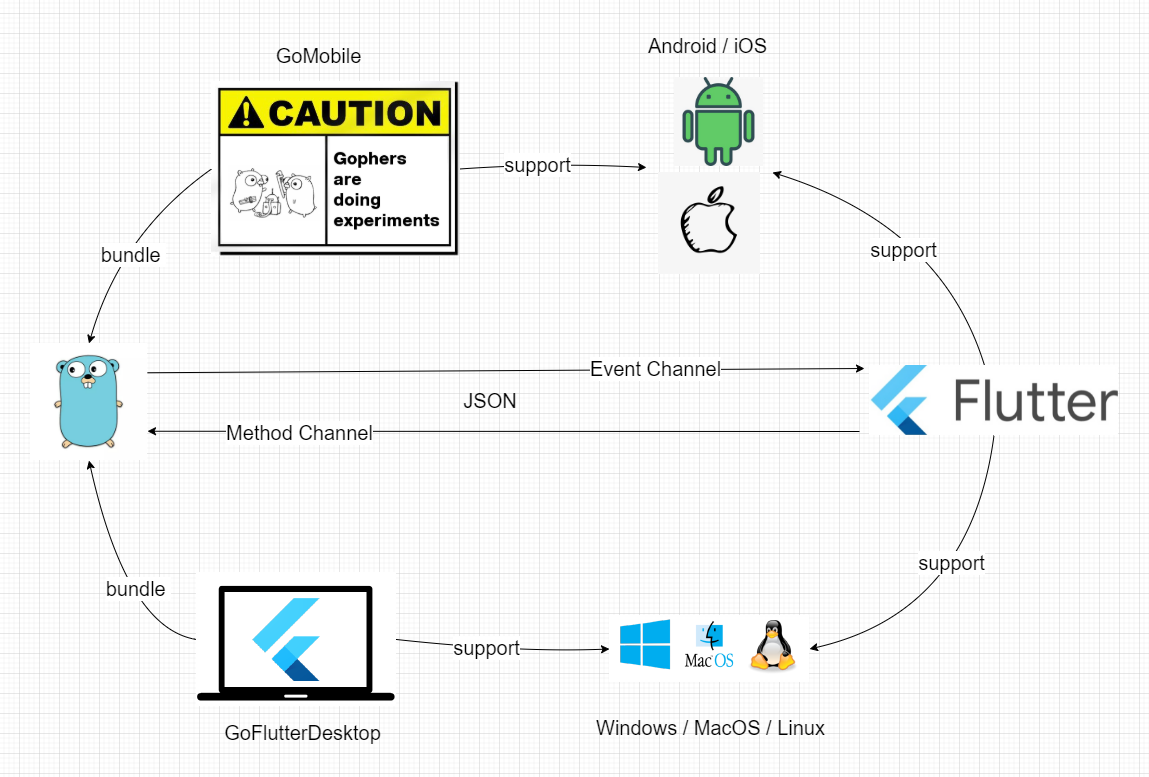 GoMobile
Android / iOS
CAUTION
Gophers
are
doing
experiments
support
bundle
support
Event Channel
JSON
Flutter
Method Channel
support
bundle
support
Mac OS
GoFlutterDesktop
Windows / MacOS / Linux